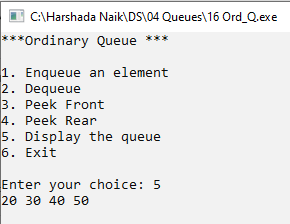 C:\Harshada Naik\DS\04 Queues\16 Ord_Q.exe
***Ordinary Queue ***
1. Enqueue an element
2. Dequeue
3. Peek Front
4. Peek Rear
5. Display the queue
6. Exit
Enter your choice: 5
20 30 40 50